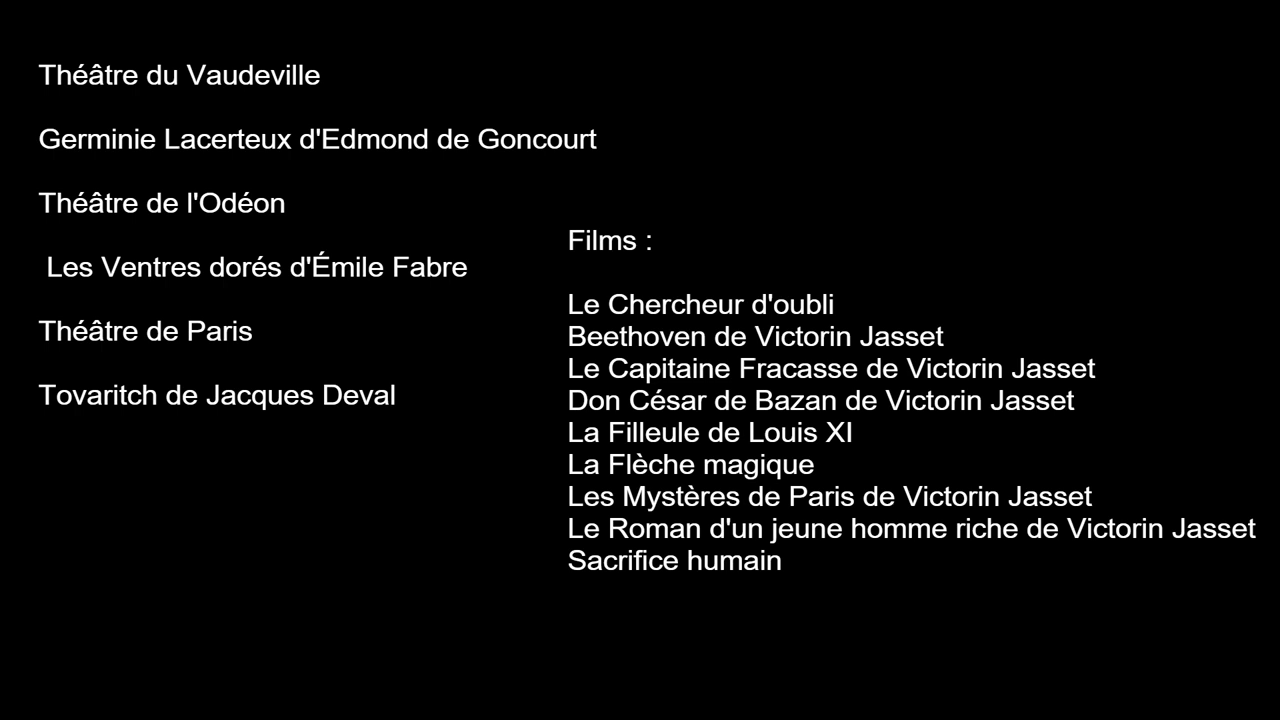 Théâtre du Vaudeville
Germinie Lacerteux d'Edmond de Goncourt
Théâtre de l'Odéon
Les Ventres dorés d'Émile Fabre
Théâtre de Paris
Tovaritch de Jacques Deval
Films :
Le Chercheur d'oubli
Beethoven de Victorin Jasset
Le Capitaine Fracasse de Victorin Jasset
Don César de Bazan de Victorin Jasset
La Filleule de Louis XI
La Flèche magique
Les Mystères de Paris de Victorin Jasset
Le Roman d'un jeune homme riche de Victorin Jasset
Sacrifice humain